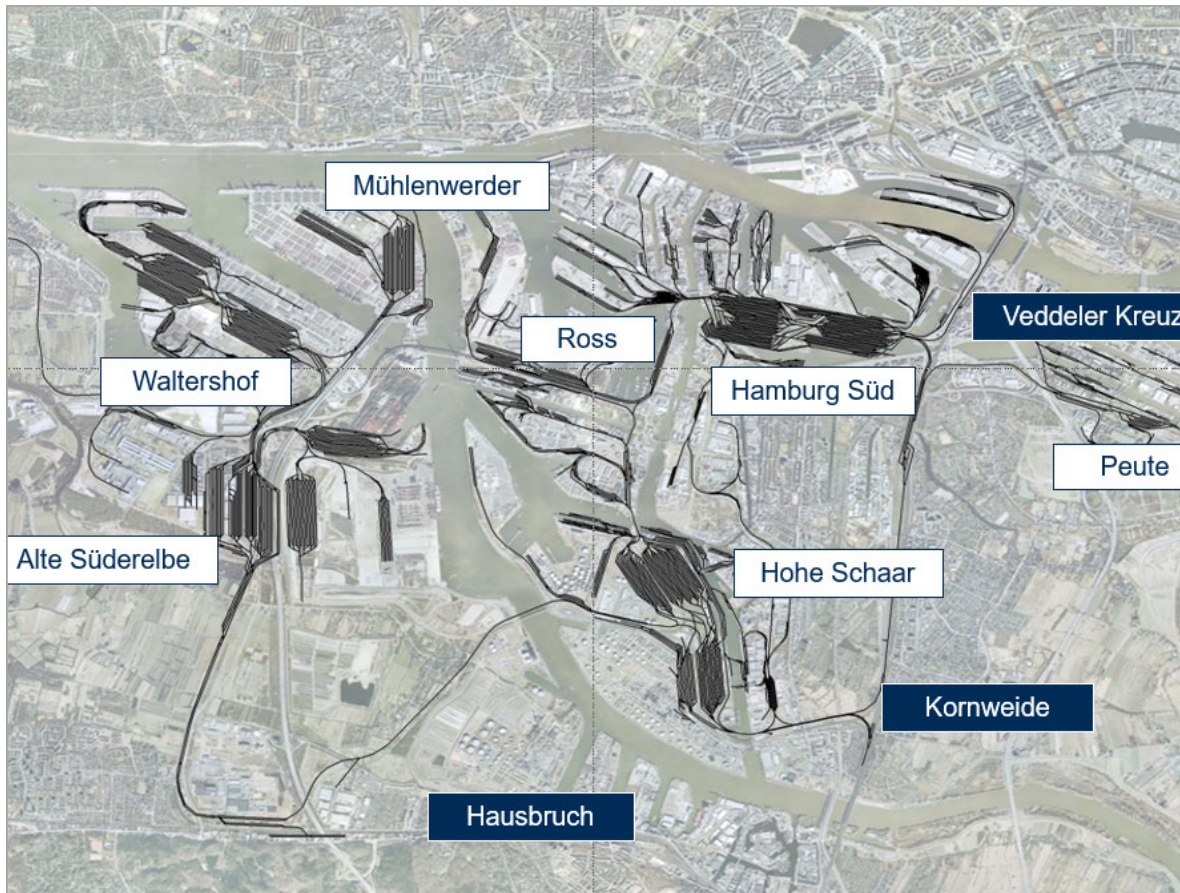 Mühlenwerder
Veddeler Kreuz
Ross
Waltershof
Hamburg Süd
Peute
Alte Süderelbe
Hohe Schaar
Kornweide
Hausbruch